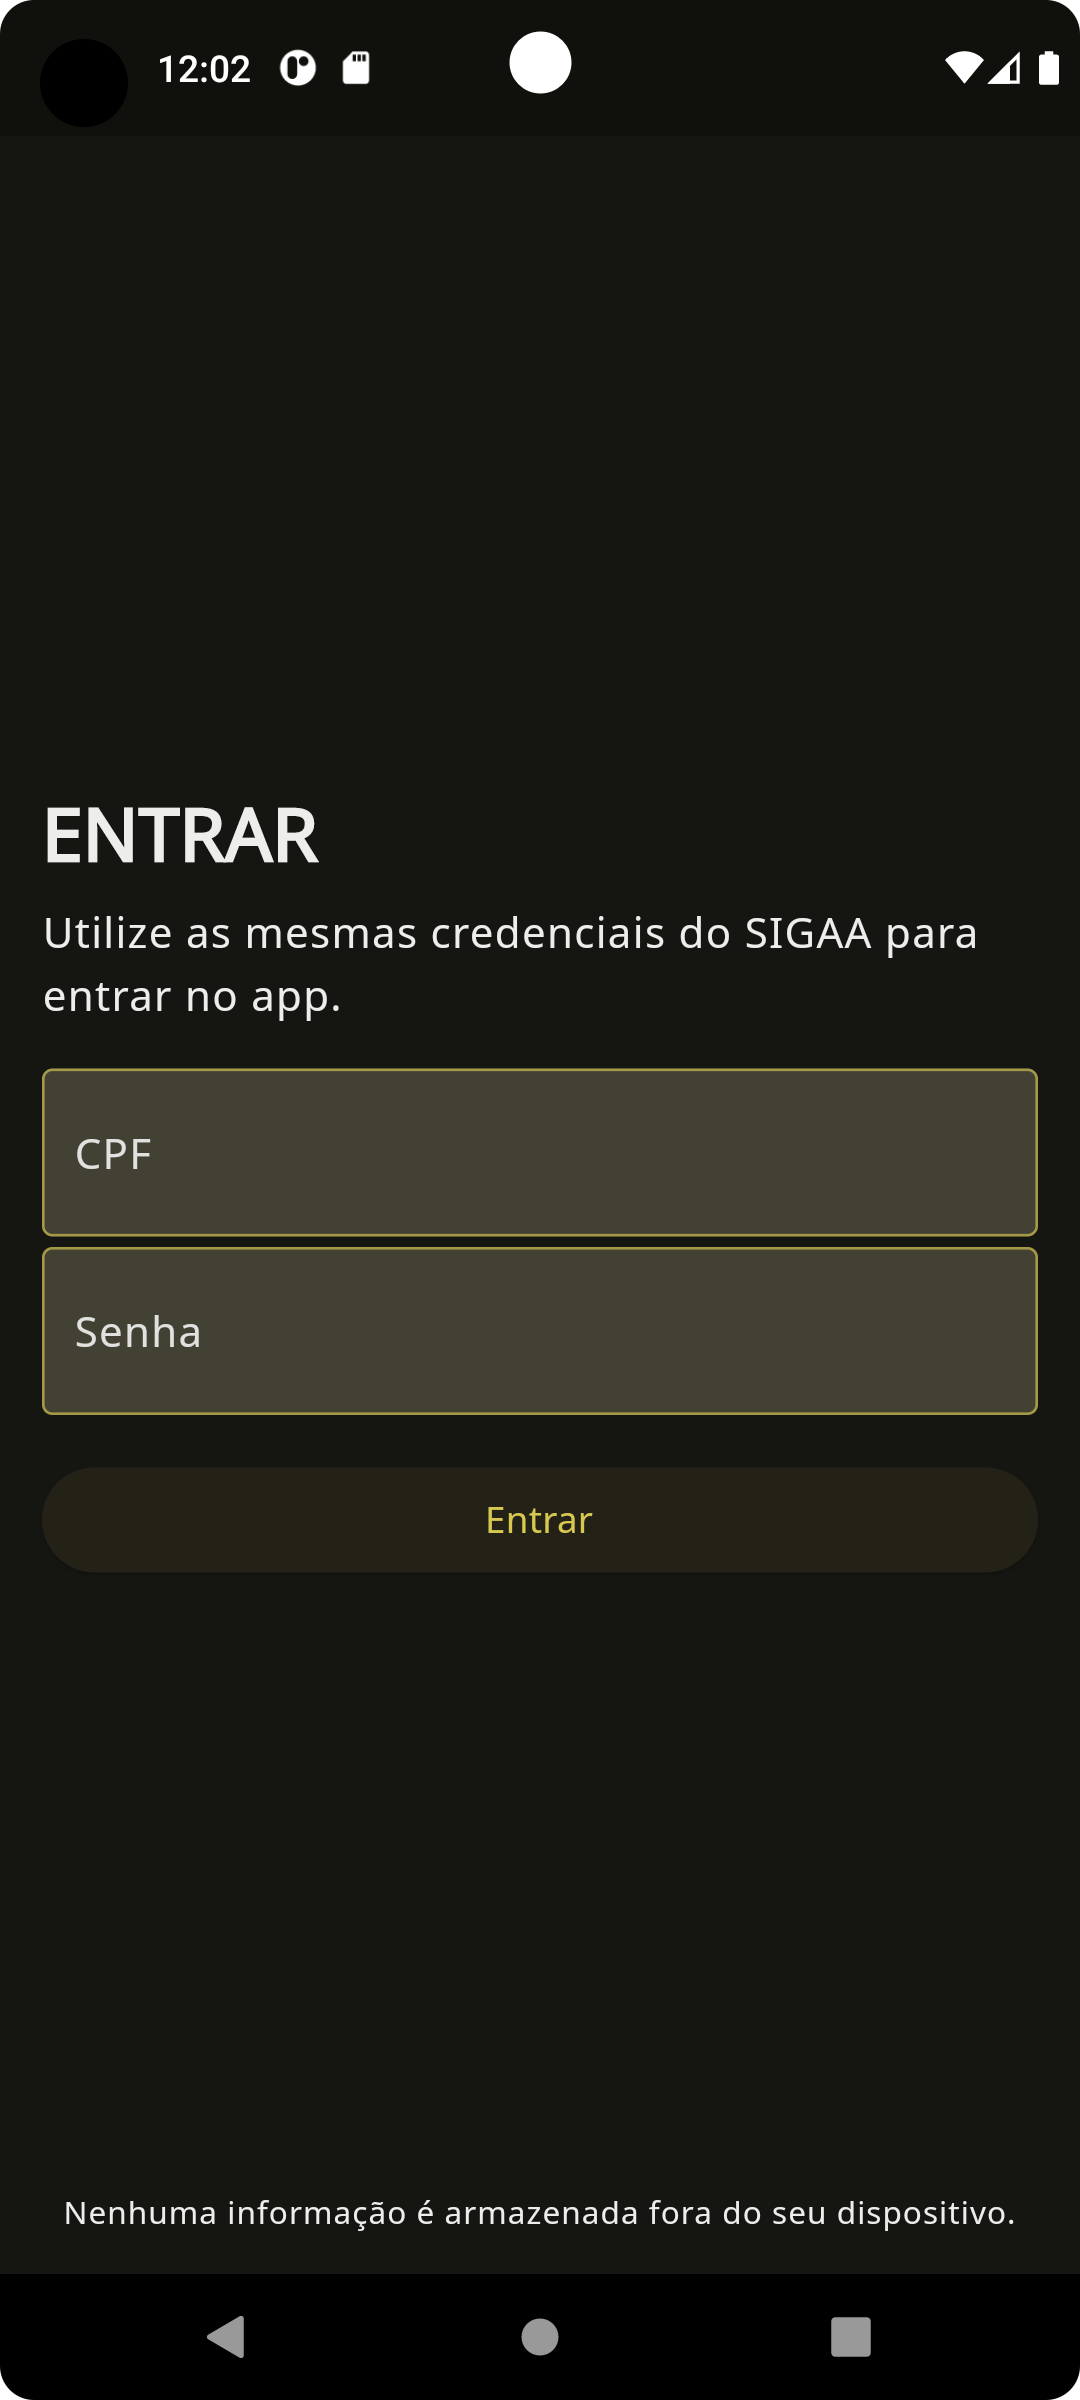 12:02
ENTRAR
Utilize as mesmas credenciais do SIGAA para
entrar no app.
CPF
Senha
Entrar
Nenhuma informação é armazenada fora do seu dispositivo.